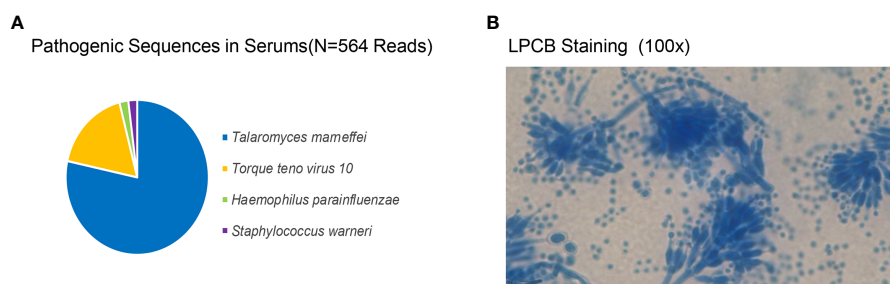 A
Pathogenic Sequences in Serums(N=564 Reads)
Talaromyces marneffei
Torque teno virus 10
Haemophilus parainfluenzae
Staphylococcus warneri
B
LPCB Staining (100x)